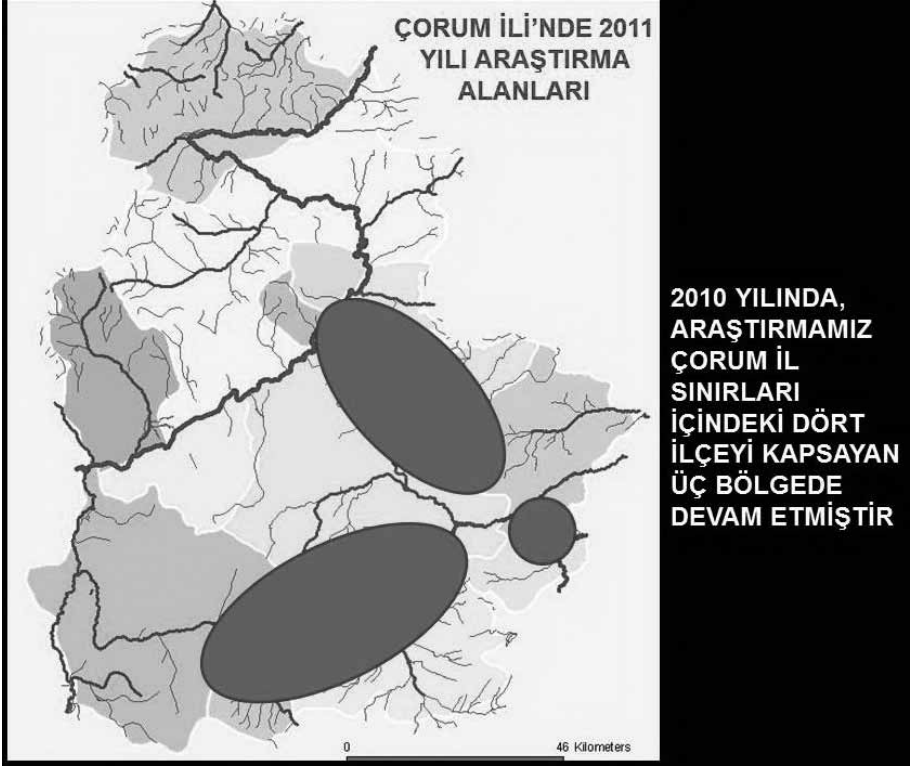 ÇORUM İLİ'NDE 2011
YILI ARAŞTIRMA
ALANLARI
2010 YILINDA,
ARAŞTIRMAMIZ
ÇORUM İL
SINIRLARI
İÇİNDEKİ DÖRT
İLÇEYİ KAPSAYAN
ÜÇ BÖLGEDE
DEVAM ETMİŞTİR
0 46 Kilometers